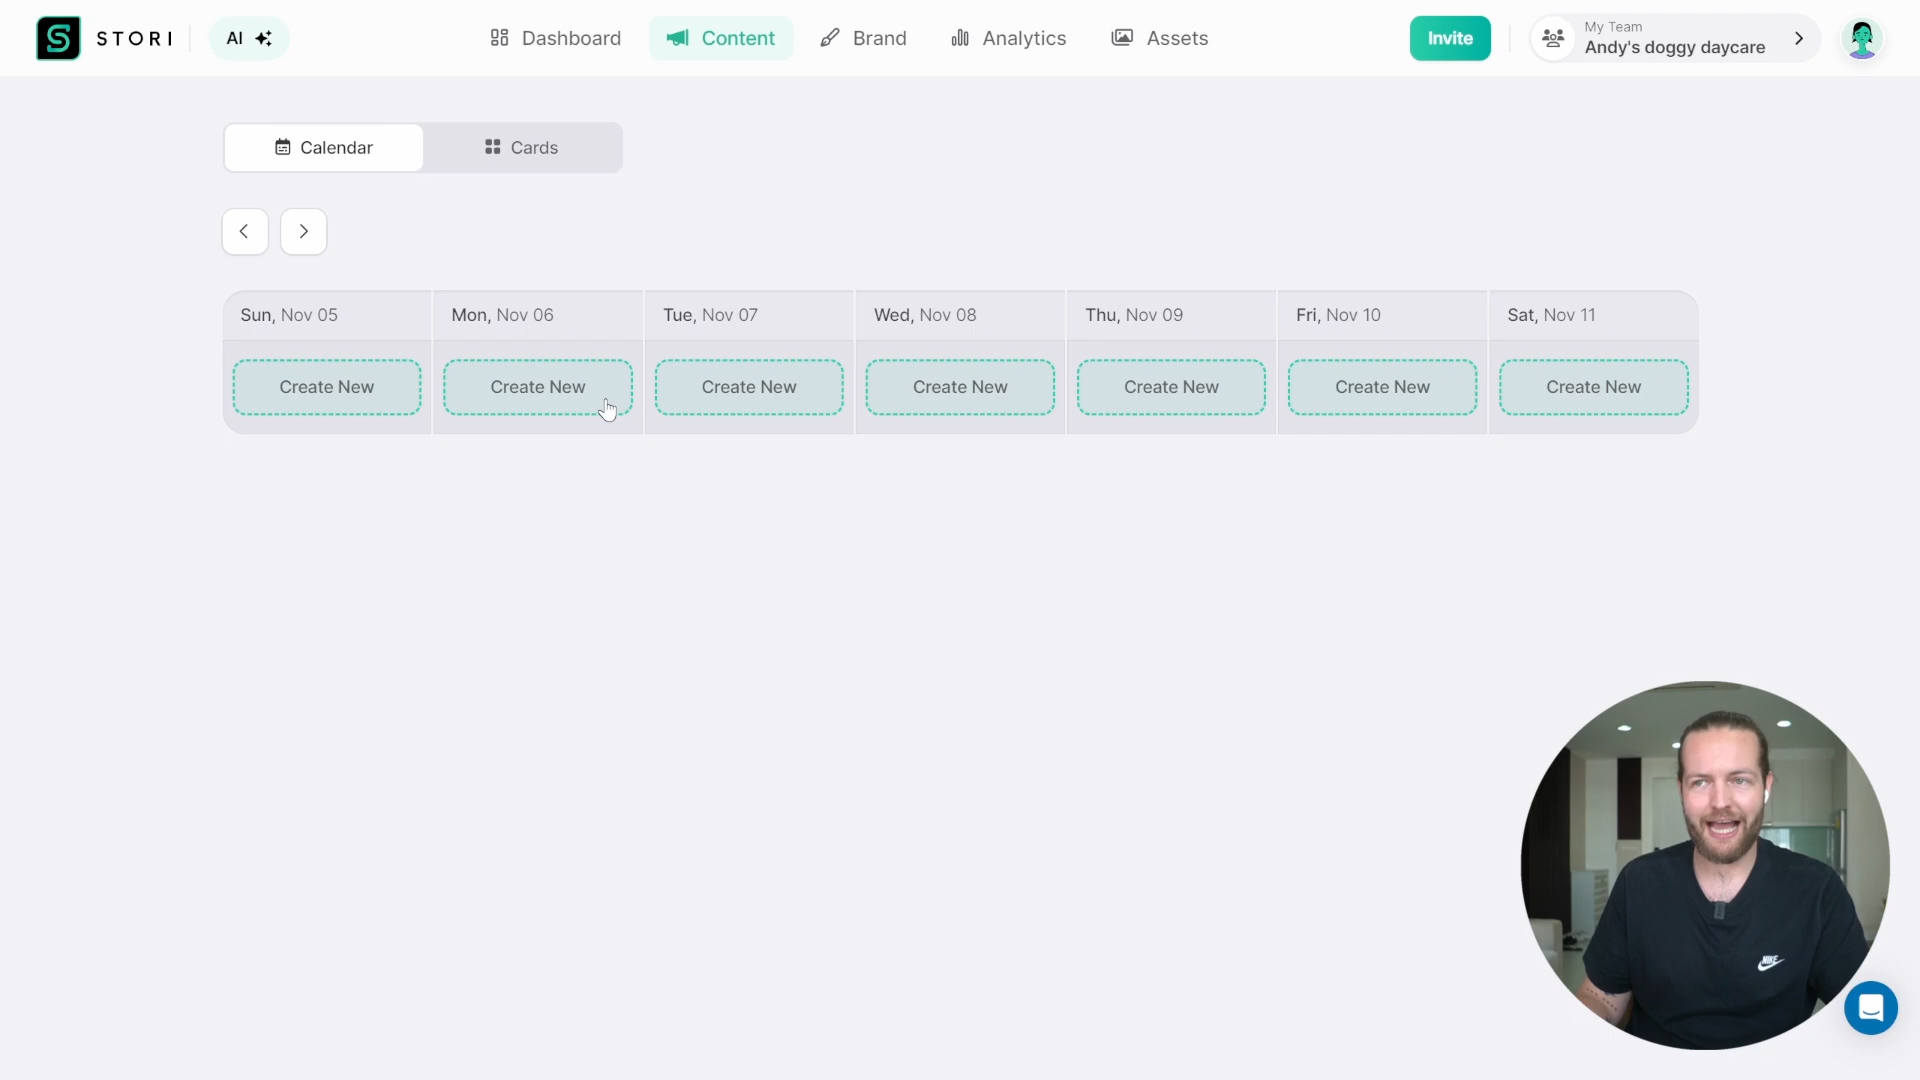 STORI
AI
Dashboard
Content
Brand
Analytics
Assets
Invite
My Team
Andy's doggy daycare
Calendar
Cards
Sun, Nov 05
Mon, Nov 06
Tue, Nov 07
Wed, Nov 08
Thu, Nov 09
Fri, Nov 10
Sat, Nov 11
Create New
Create New
Create New
Create New
Create New
Create New
Create New
NIKE